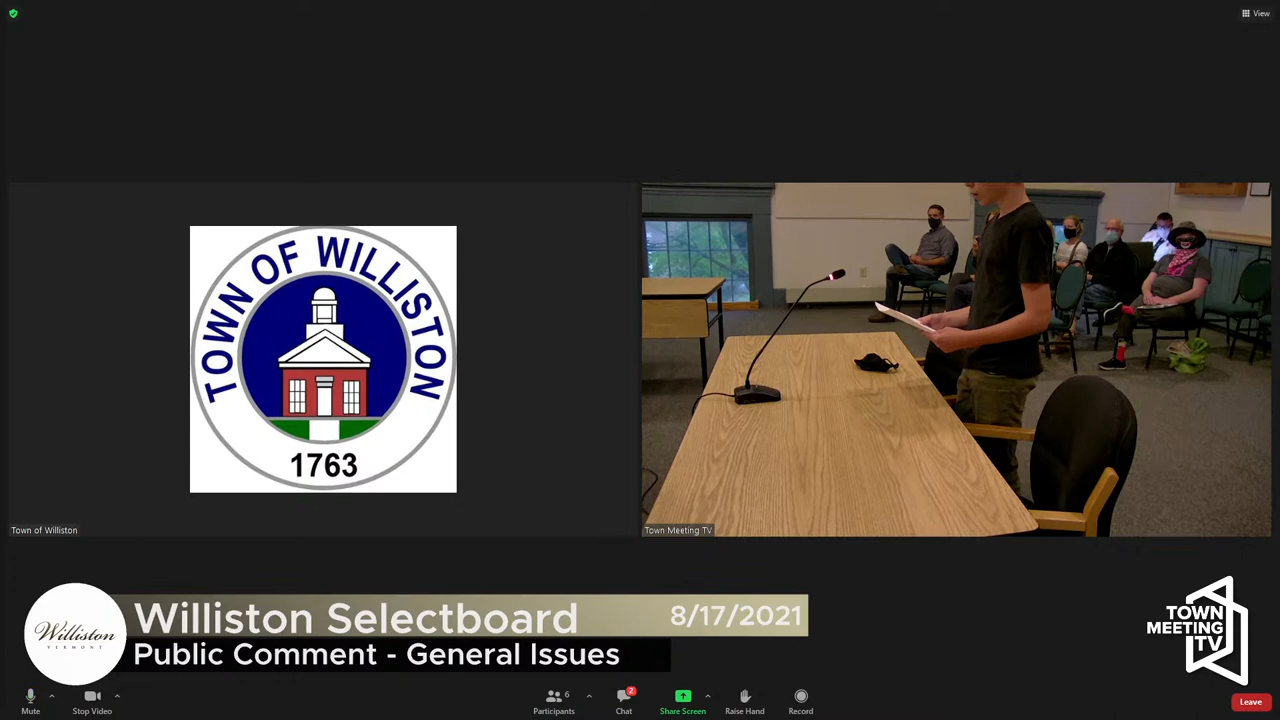 View
TOWN OF WILLISTON
1763
Town of Williston
Town Meeting TV
Williston
VERMONT
Williston Selectboard
8/17/2021
Public Comment - General Issues
TOWN
MEETING
TV
Mute
Stop Video
Participants
6
Chat
2
Share Screen
Raise Hand
Record
Leave